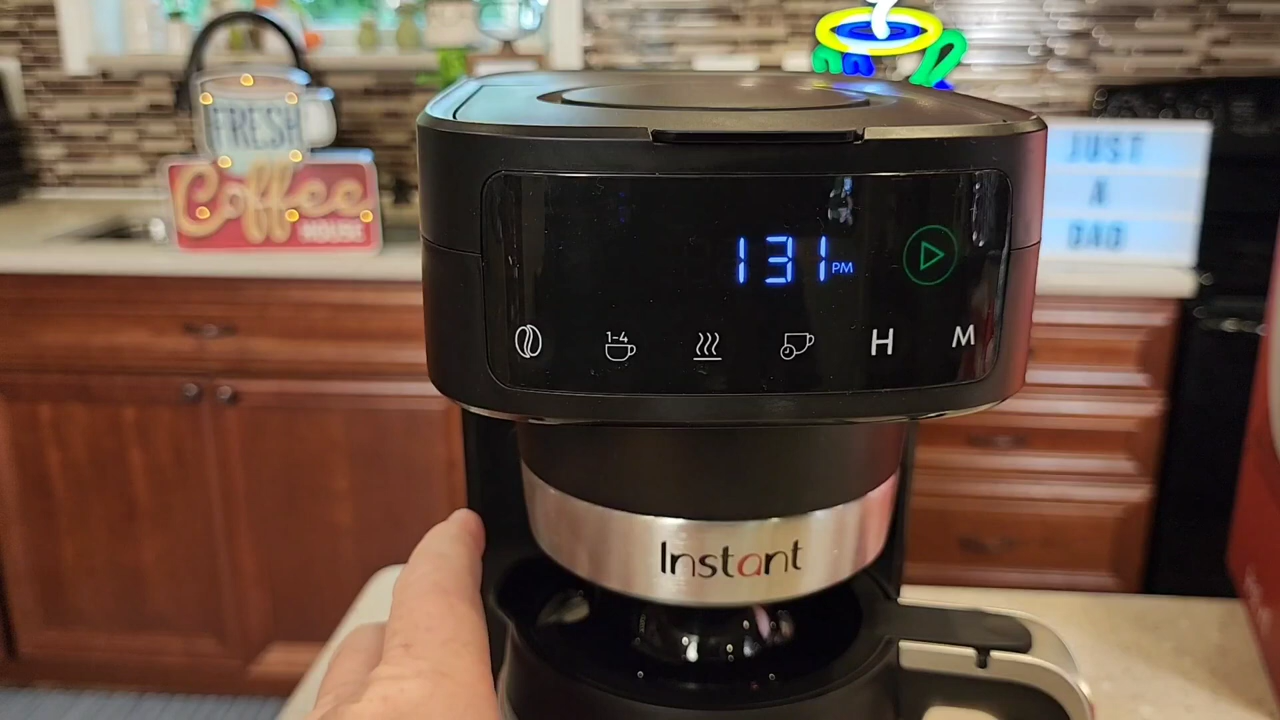 FRESH
Coffee
HOUSE
JUST
A
DAD
131 PM
1-4
H
M
Instant